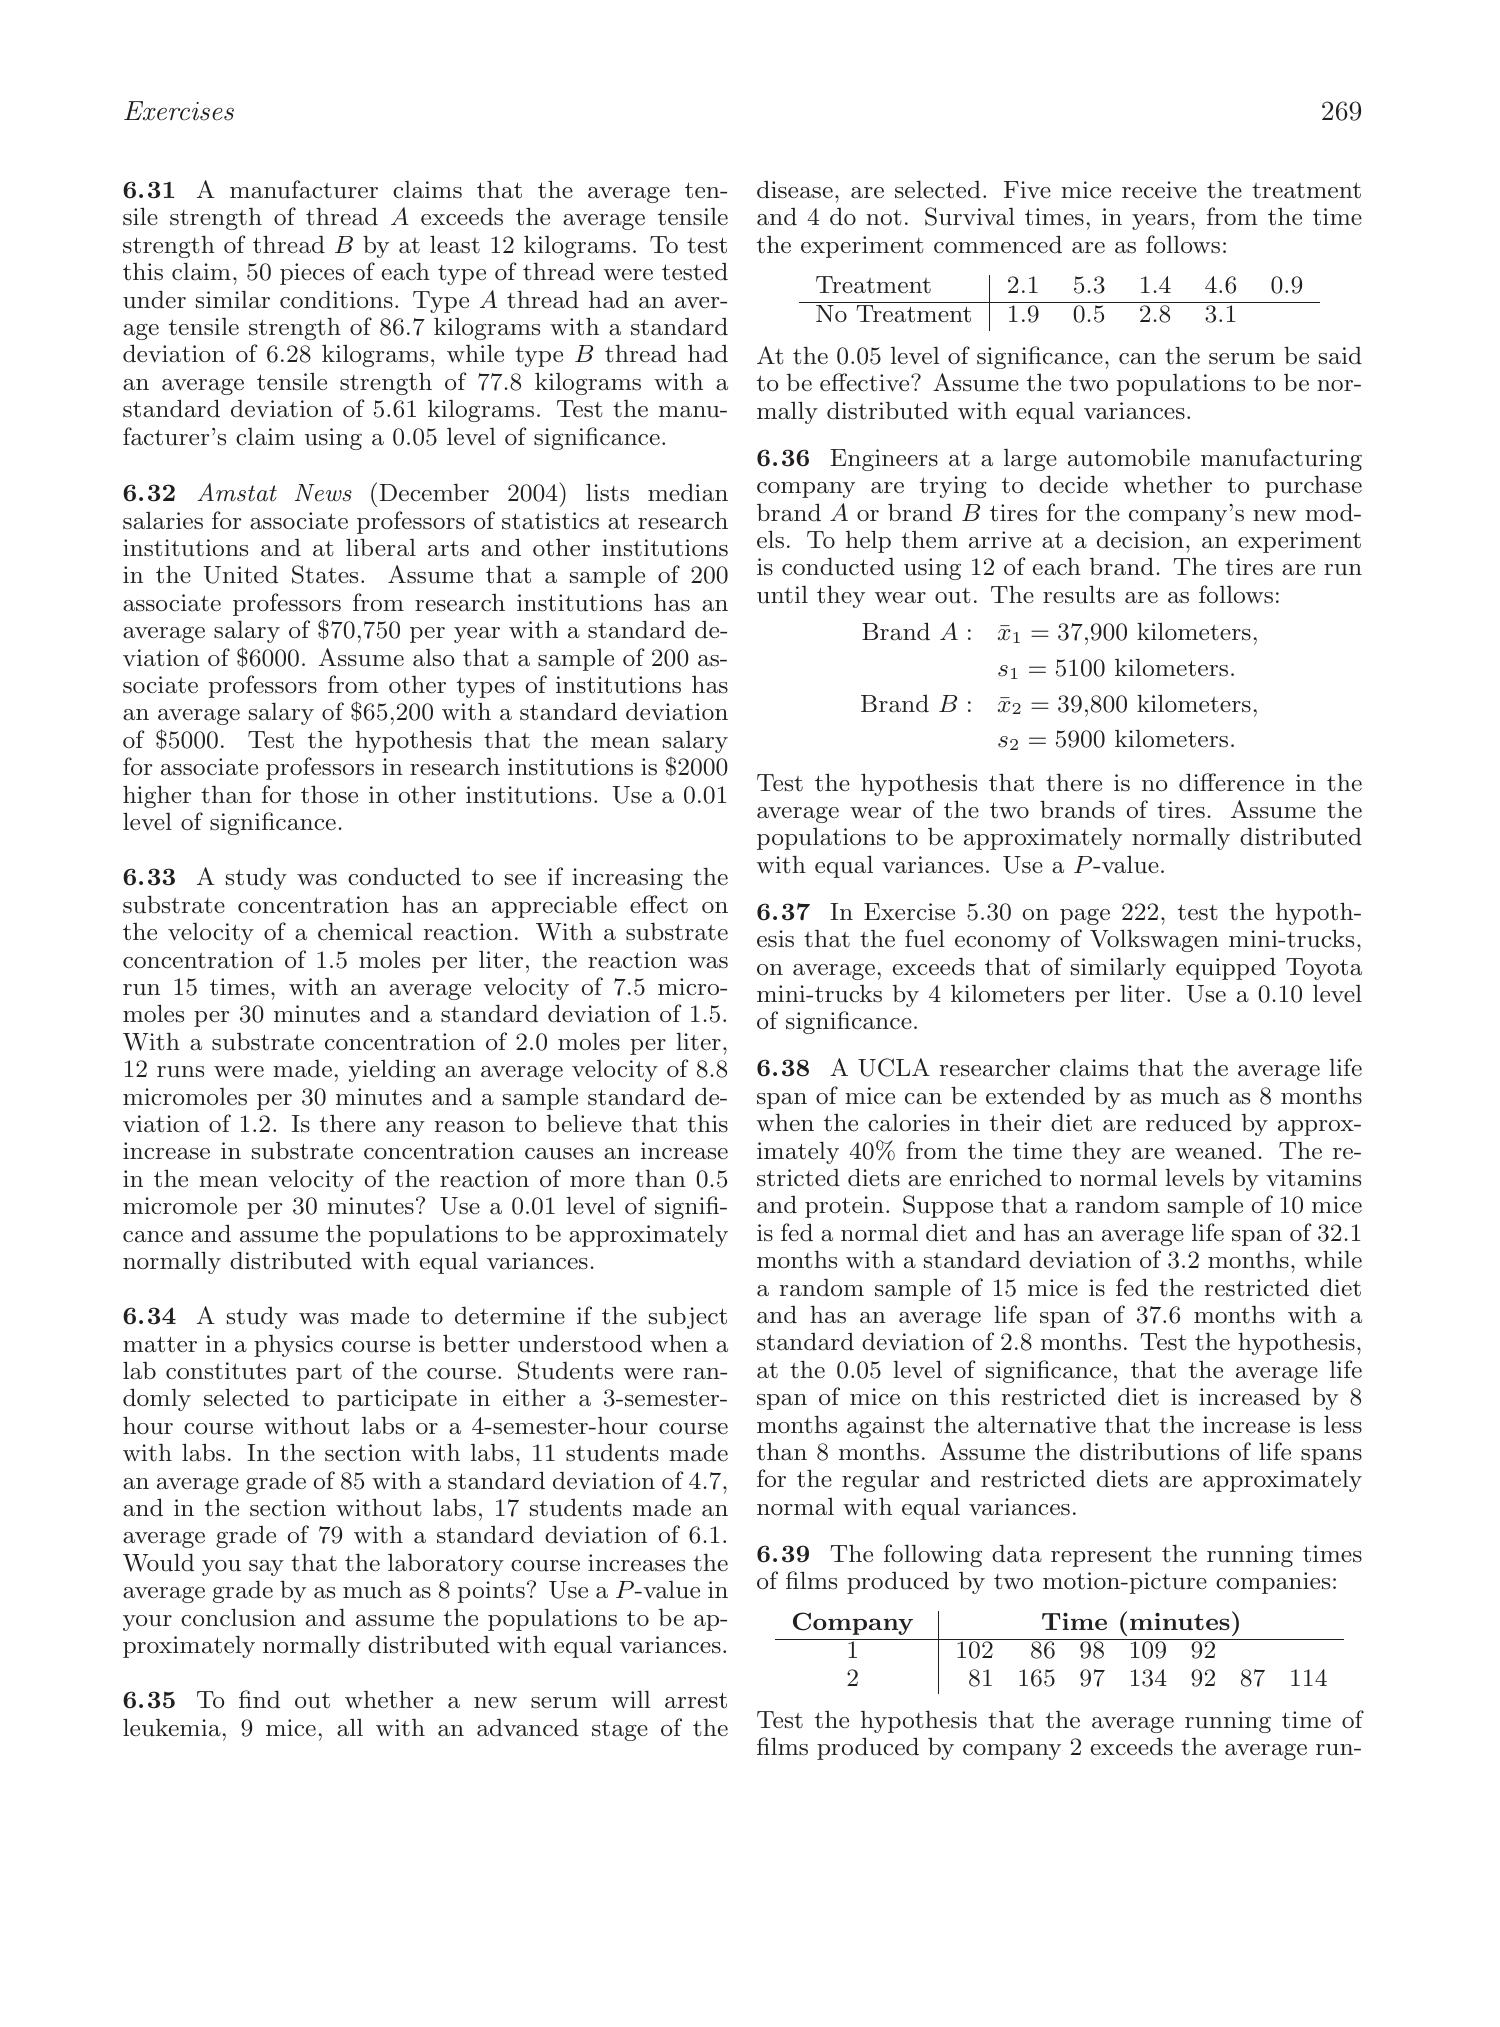 Exercises 269
6.31 A manufacturer claims that the average ten-
sile strength of thread A exceeds the average tensile
strength of thread B by at least 12 kilograms. To test
this claim, 50 pieces of each type of thread were tested
under similar conditions. Type A thread had an aver-
age tensile strength of 86.7 kilograms with a standard
deviation of 6.28 kilograms, while type B thread had
an average tensile strength of 77.8 kilograms with a
standard deviation of 5.61 kilograms. Test the manu-
facturer's claim using a 0.05 level of significance.
6.32 Amstat News (December 2004) lists median
salaries for associate professors of statistics at research
institutions and at liberal arts and other institutions
in the United States. Assume that a sample of 200
associate professors from research institutions has an
average salary of $70,750 per year with a standard de-
viation of $6000. Assume also that a sample of 200 as-
sociate professors from other types of institutions has
an average salary of $65,200 with a standard deviation
of $5000. Test the hypothesis that the mean salary
for associate professors in research institutions is $2000
higher than for those in other institutions. Use a 0.01
level of significance.
6.33 A study was conducted to see if increasing the
substrate concentration has an appreciable effect on
the velocity of a chemical reaction. With a substrate
concentration of 1.5 moles per liter, the reaction was
run 15 times, with an average velocity of 7.5 micro-
moles per 30 minutes and a standard deviation of 1.5.
With a substrate concentration of 2.0 moles per liter,
12 runs were made, yielding an average velocity of 8.8
micromoles per 30 minutes and a sample standard de-
viation of 1.2. Is there any reason to believe that this
increase in substrate concentration causes an increase
in the mean velocity of the reaction of more than 0.5
micromole per 30 minutes? Use a 0.01 level of signifi-
cance and assume the populations to be approximately
normally distributed with equal variances.
6.34 A study was made to determine if the subject
matter in a physics course is better understood when a
lab constitutes part of the course. Students were ran-
domly selected to participate in either a 3-semester-
hour course without labs or a 4-semester-hour course
with labs. In the section with labs, 11 students made
an average grade of 85 with a standard deviation of 4.7,
and in the section without labs, 17 students made an
average grade of 79 with a standard deviation of 6.1.
Would you say that the laboratory course increases the
average grade by as much as 8 points? Use a P-value in
your conclusion and assume the populations to be ap-
proximately normally distributed with equal variances.
6.35 To find out whether a new serum will arrest
leukemia, 9 mice, all with an advanced stage of the
disease, are selected. Five mice receive the treatment
and 4 do not. Survival times, in years, from the time
the experiment commenced are as follows:
Treatment 2.1 5.3 1.4 4.6 0.9
No Treatment 1.9 0.5 2.8 3.1
At the 0.05 level of significance, can the serum be said
to be effective? Assume the two populations to be nor-
mally distributed with equal variances.
6.36 Engineers at a large automobile manufacturing
company are trying to decide whether to purchase
brand A or brand B tires for the company's new mod-
els. To help them arrive at a decision, an experiment
is conducted using 12 of each brand. The tires are run
until they wear out. The results are as follows:
Brand A : x̄₁ = 37,900 kilometers,
s₁ = 5100 kilometers.
Brand B : x̄₂ = 39,800 kilometers,
s₂ = 5900 kilometers.
Test the hypothesis that there is no difference in the
average wear of the two brands of tires. Assume the
populations to be approximately normally distributed
with equal variances. Use a P-value.
6.37 In Exercise 5.30 on page 222, test the hypoth-
esis that the fuel economy of Volkswagen mini-trucks,
on average, exceeds that of similarly equipped Toyota
mini-trucks by 4 kilometers per liter. Use a 0.10 level
of significance.
6.38 A UCLA researcher claims that the average life
span of mice can be extended by as much as 8 months
when the calories in their diet are reduced by approx-
imately 40% from the time they are weaned. The re-
stricted diets are enriched to normal levels by vitamins
and protein. Suppose that a random sample of 10 mice
is fed a normal diet and has an average life span of 32.1
months with a standard deviation of 3.2 months, while
a random sample of 15 mice is fed the restricted diet
and has an average life span of 37.6 months with a
standard deviation of 2.8 months. Test the hypothesis,
at the 0.05 level of significance, that the average life
span of mice on this restricted diet is increased by 8
months against the alternative that the increase is less
than 8 months. Assume the distributions of life spans
for the regular and restricted diets are approximately
normal with equal variances.
6.39 The following data represent the running times
of films produced by two motion-picture companies:
Company Time (minutes)
1 102 86 98 109 92
2 81 165 97 134 92 87 114
Test the hypothesis that the average running time of
films produced by company 2 exceeds the average run-